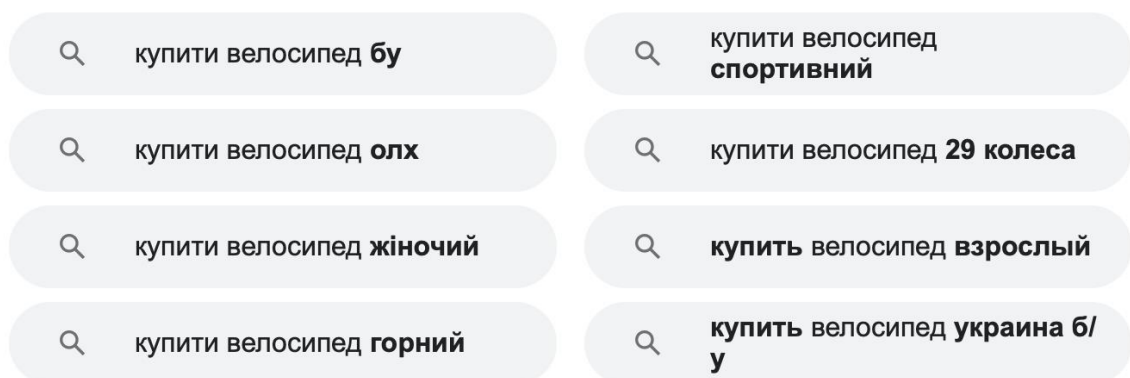 купити велосипед бу
купити велосипед олх
купити велосипед жіночий
купити велосипед горний
купити велосипед
спортивний
купити велосипед 29 колеса
купить велосипед взрослый
купить велосипед украина б/
у